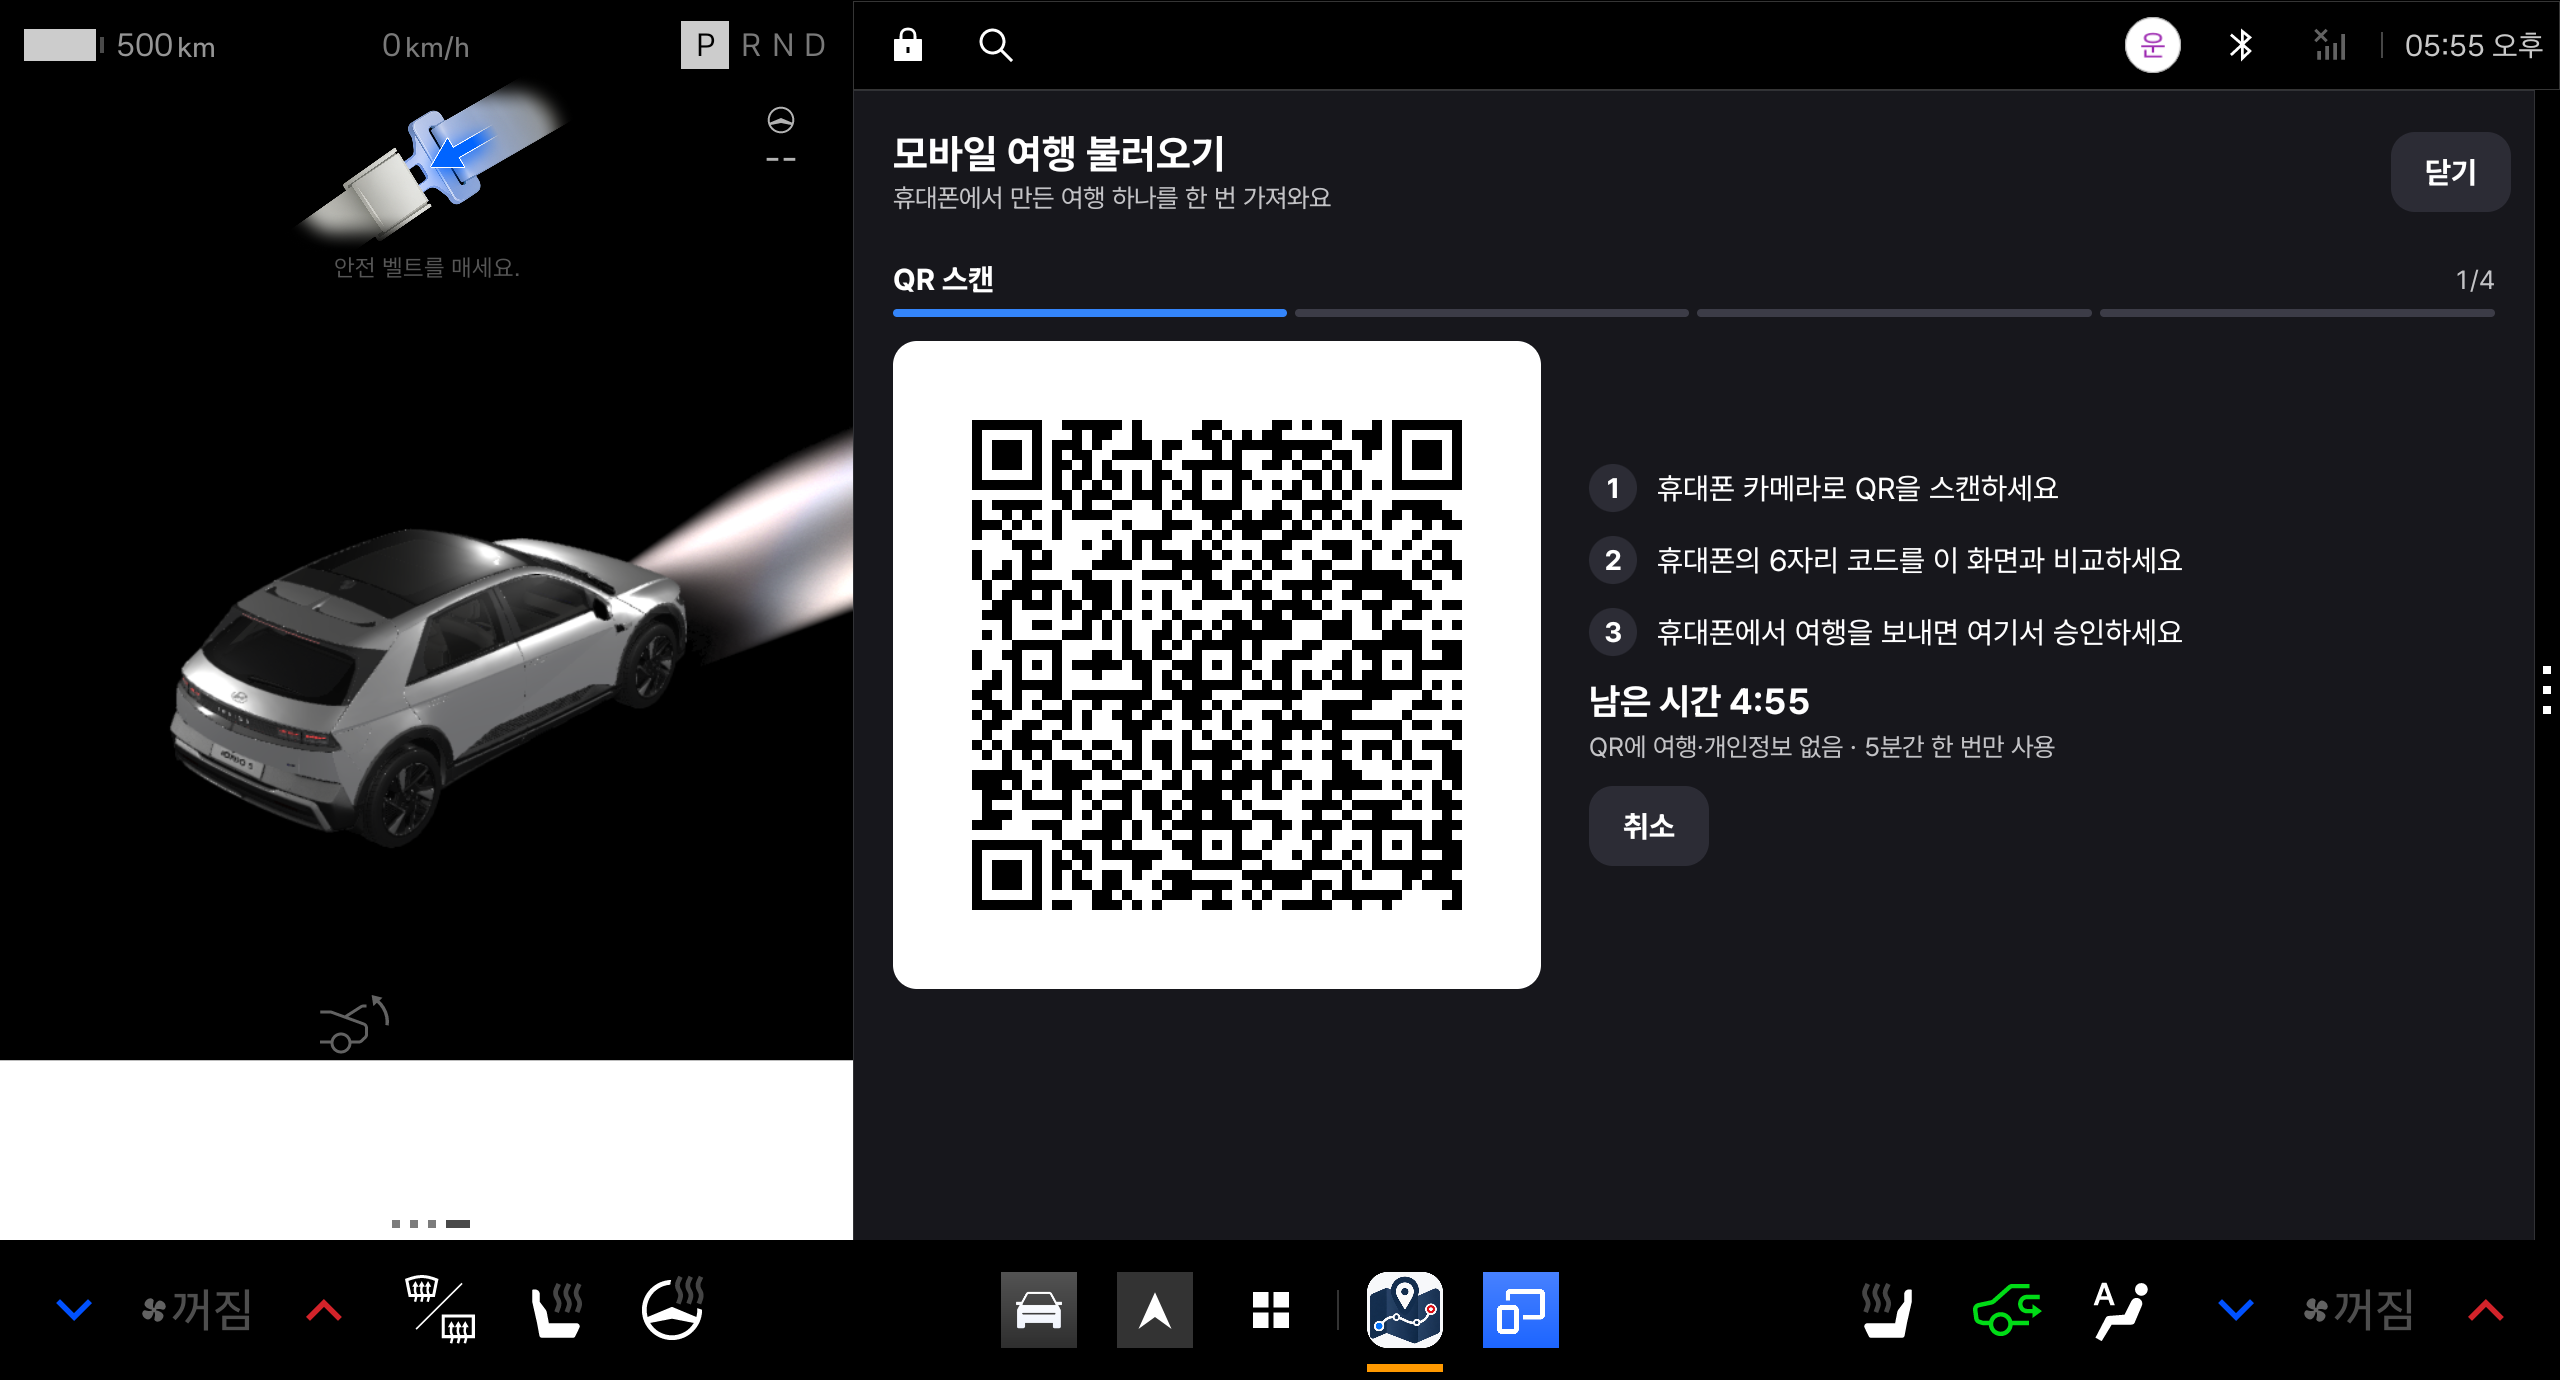 500 km
0 km/h
P R N D
운
05:55 오후
--
안전 벨트를 매세요.
모바일 여행 불러오기
휴대폰에서 만든 여행 하나를 한 번 가져와요
닫기
QR 스캔
1/4
1 휴대폰 카메라로 QR을 스캔하세요
2 휴대폰의 6자리 코드를 이 화면과 비교하세요
3 휴대폰에서 여행을 보내면 여기서 승인하세요
남은 시간 4:55
QR에 여행·개인정보 없음 · 5분간 한 번만 사용
취소
IONIQ 5
꺼짐
A
꺼짐